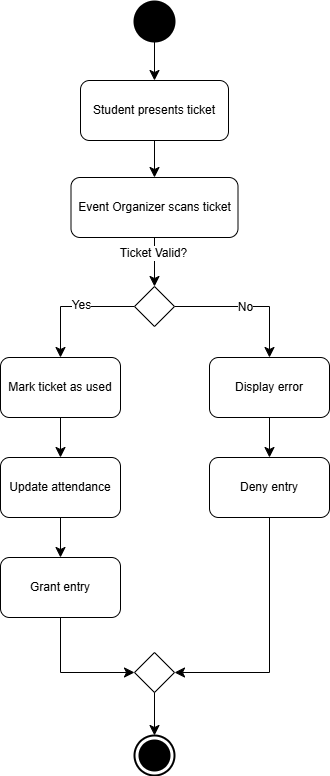 Student presents ticket
Event Organizer scans ticket
Ticket Valid?
Yes
No
Mark ticket as used
Display error
Update attendance
Deny entry
Grant entry